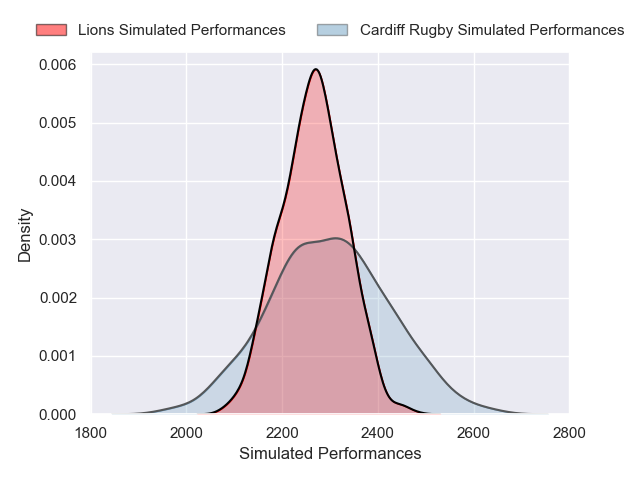 Lions Simulated Performances Cardiff Rugby Simulated Performances
0.006
0.005
0.004
0.003
0.002
0.001
0.000
Density
1800 2000 2200 2400 2600 2800
Simulated Performances